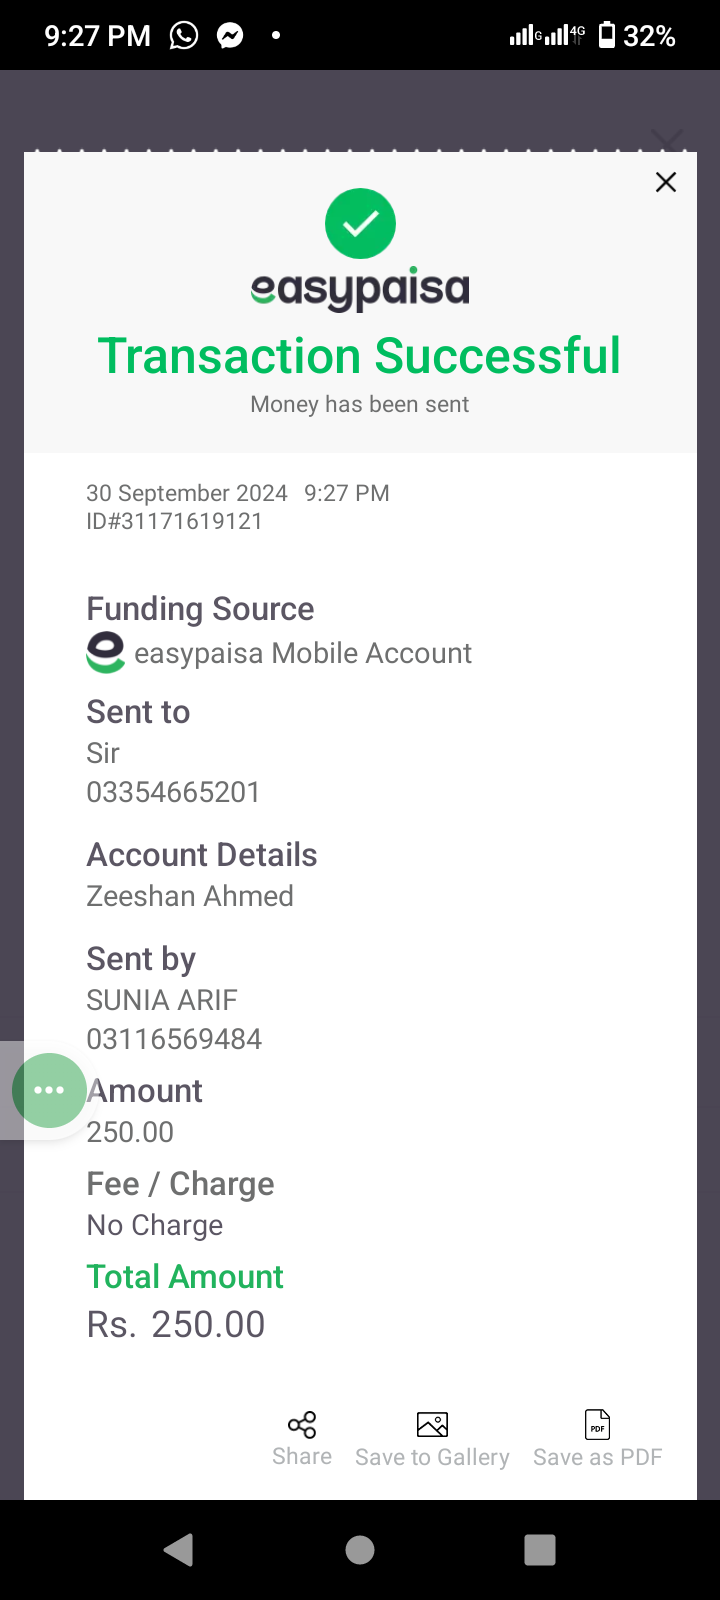 9:27 PM
G 4G 32%
easypaisa
Transaction Successful
Money has been sent
30 September 2024 9:27 PM
ID#31171619121
Funding Source
easypaisa Mobile Account
Sent to
Sir
03354665201
Account Details
Zeeshan Ahmed
Sent by
SUNIA ARIF
03116569484
Amount
250.00
Fee / Charge
No Charge
Total Amount
Rs. 250.00
PDF
Share Save to Gallery Save as PDF